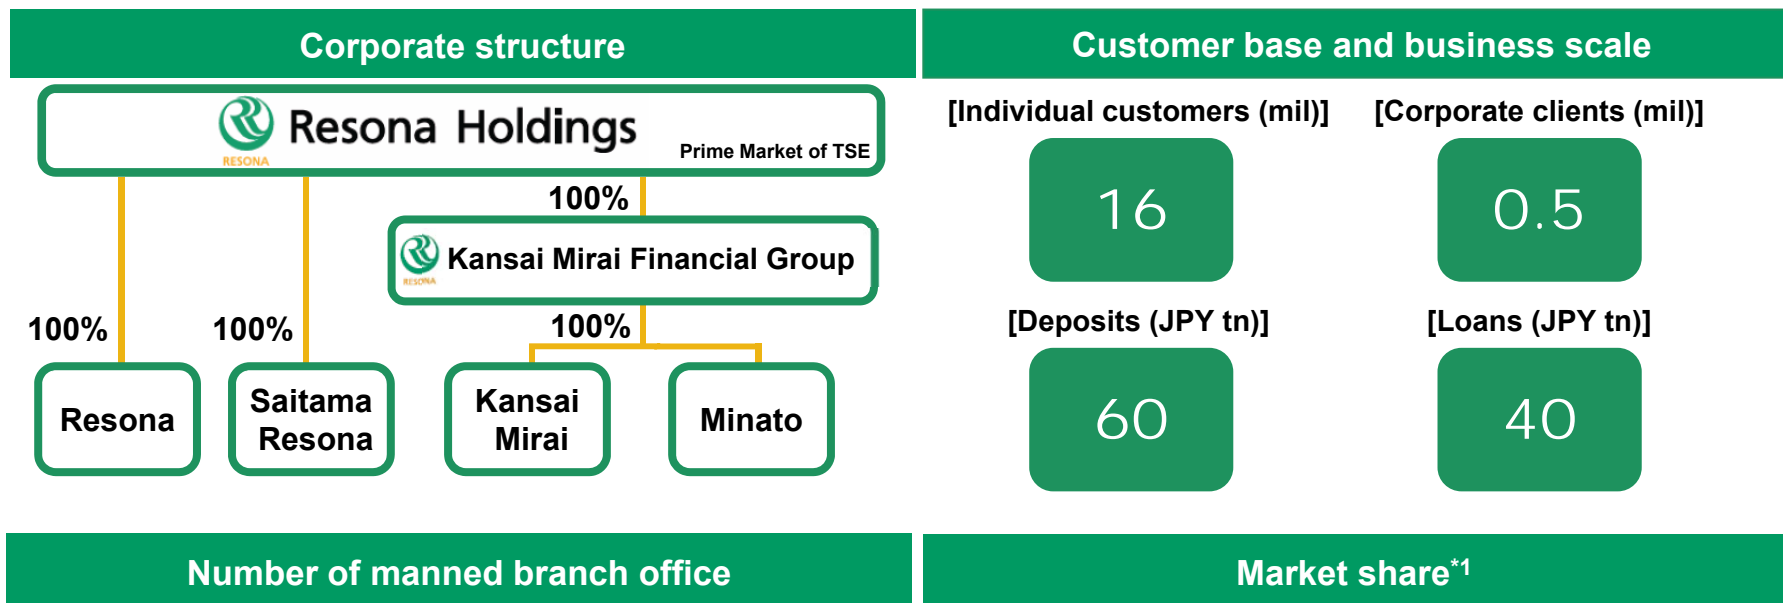 Corporate structure
Resona Holdings
RESONA
Prime Market of TSE
100%
Kansai Mirai Financial Group
RESONA
100%
100%
100%
Resona
Saitama
Resona
Kansai
Mirai
Minato
Customer base and business scale
[Individual customers (mil)]
[Corporate clients (mil)]
16
0.5
[Deposits (JPY tn)]
[Loans (JPY tn)]
60
40
Number of manned branch office
Market share*1